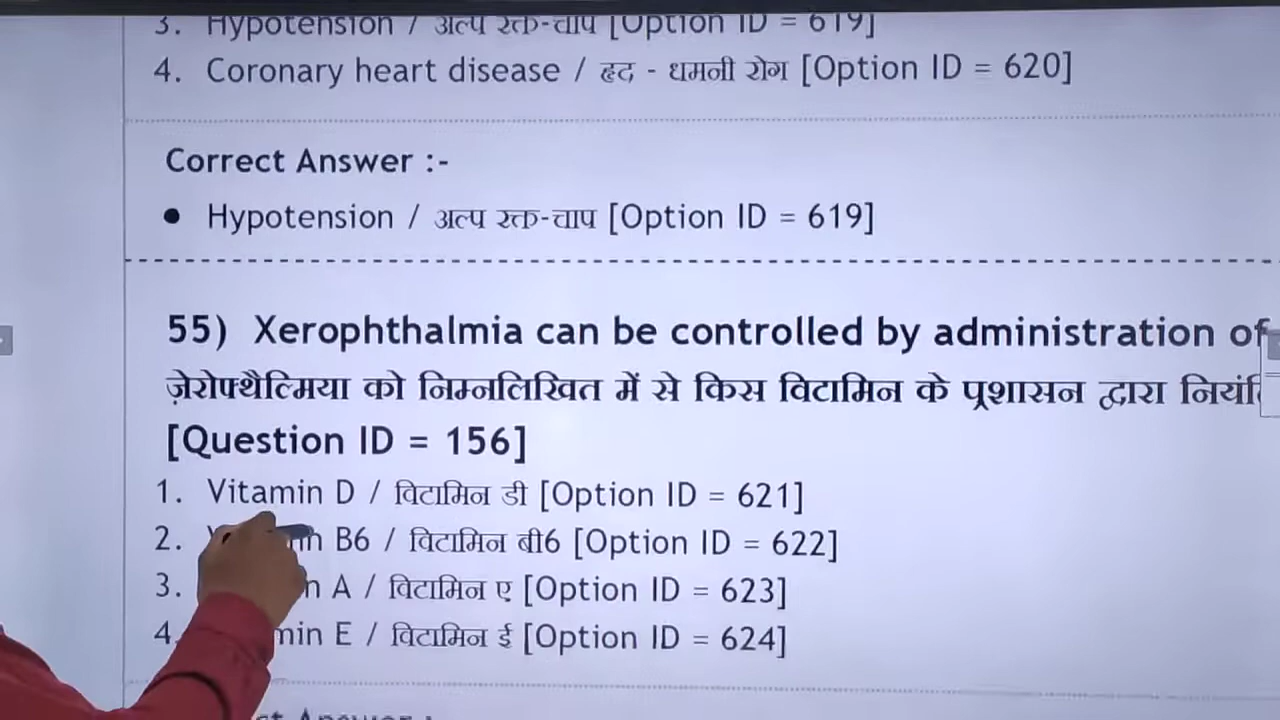 3. Hypotension / अल्प रक्त-चाप [Option ID = 619]
4. Coronary heart disease / हृद - धमनी रोग [Option ID = 620]
Correct Answer :-
● Hypotension / अल्प रक्त-चाप [Option ID = 619]
55) Xerophthalmia can be controlled by administration of
ज़ेरोफ्थैल्मिया को निम्नलिखित में से किस विटामिन के प्रशासन द्वारा
[Question ID = 156]
1. Vitamin D / विटामिन डी [Option ID = 621]
2. B6 / विटामिन बी6 [Option ID = 622]
3. A / विटामिन ए [Option ID = 623]
4. E / विटामिन ई [Option ID = 624]
Answer :